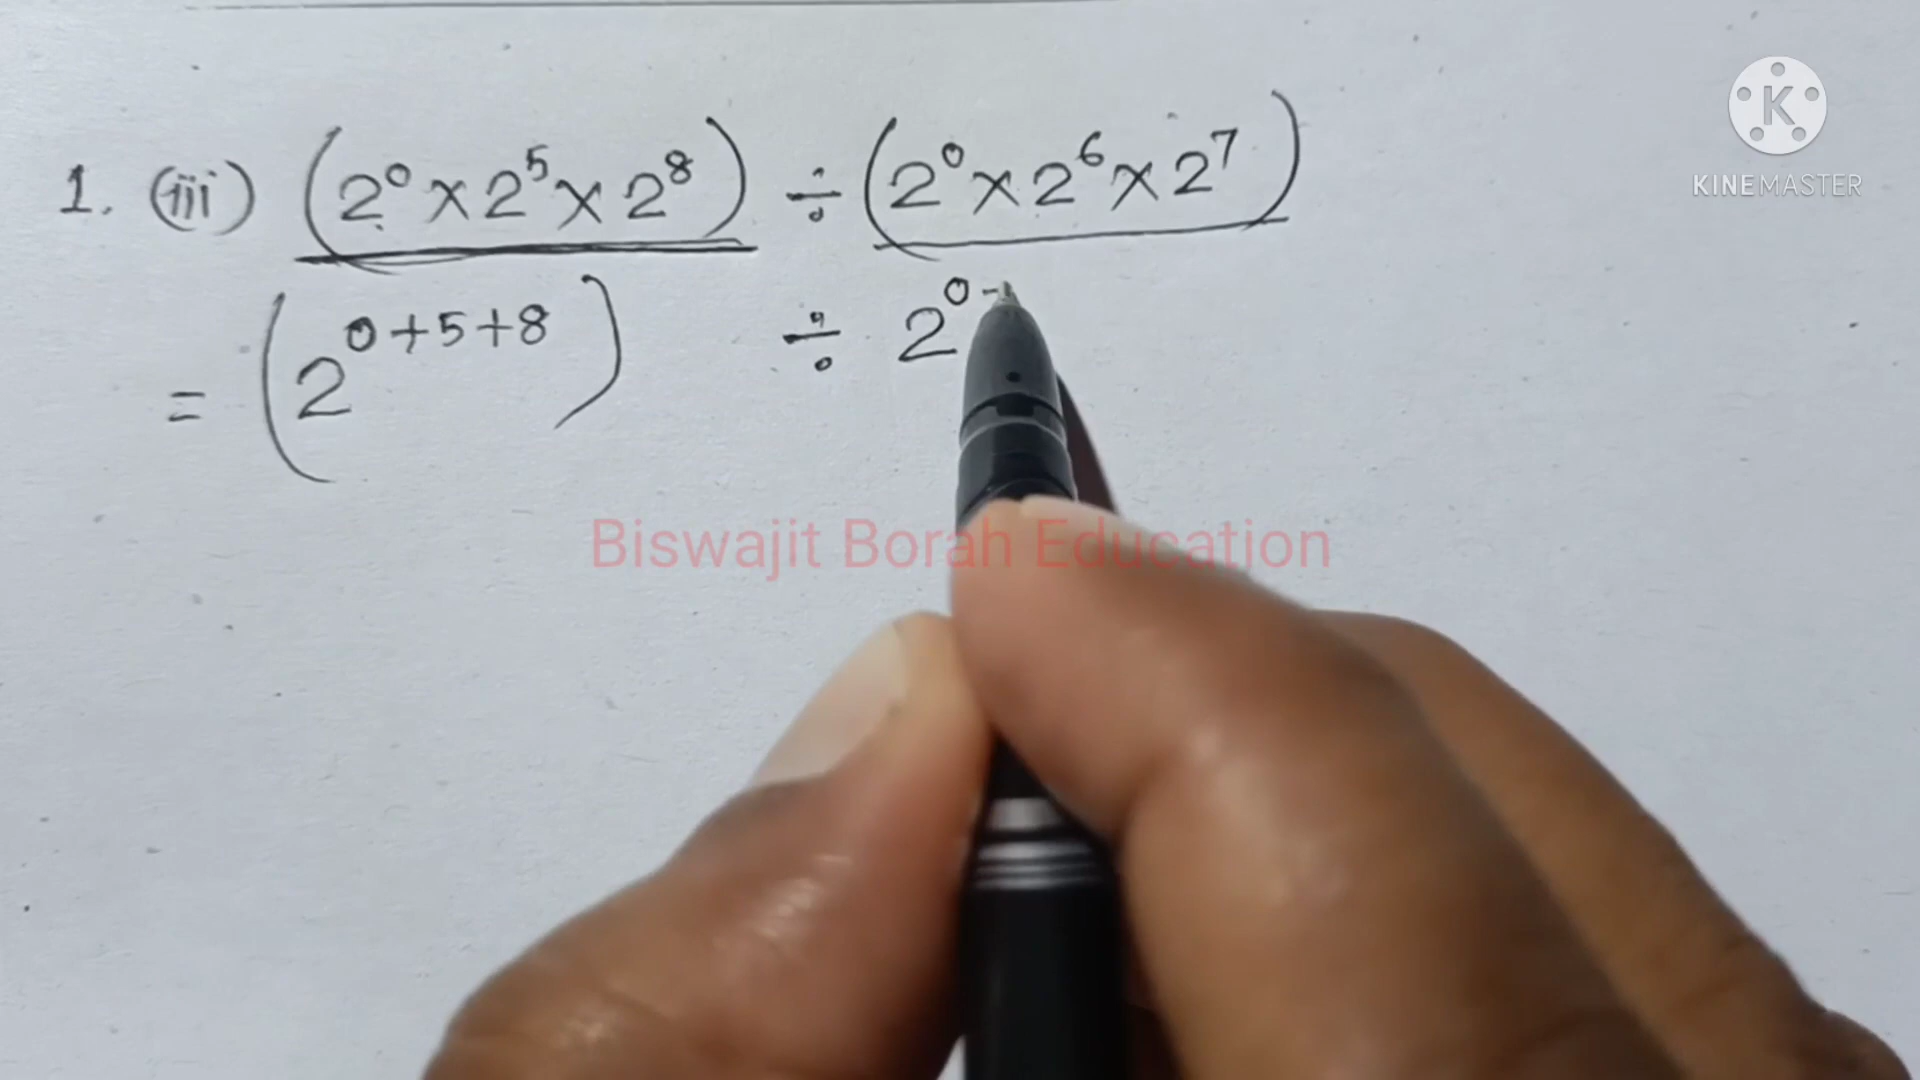 KINEMASTER
1. (iii) (2⁰ × 2⁵ × 2⁸) ÷ (2⁰ × 2⁶ × 2⁷)
= (2⁰⁺⁵⁺⁸) ÷ 2⁰
Biswajit Borah Education